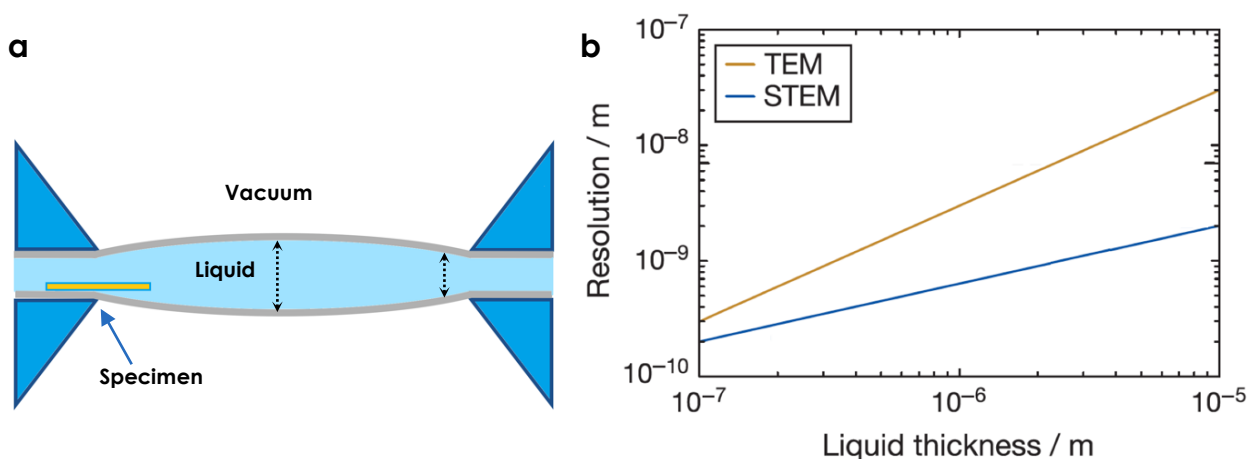 a
Vacuum
Liquid
Specimen
b
TEM
STEM
Resolution / m
10⁻⁷
10⁻⁸
10⁻⁹
10⁻¹⁰
10⁻⁷
10⁻⁶
10⁻⁵
Liquid thickness / m